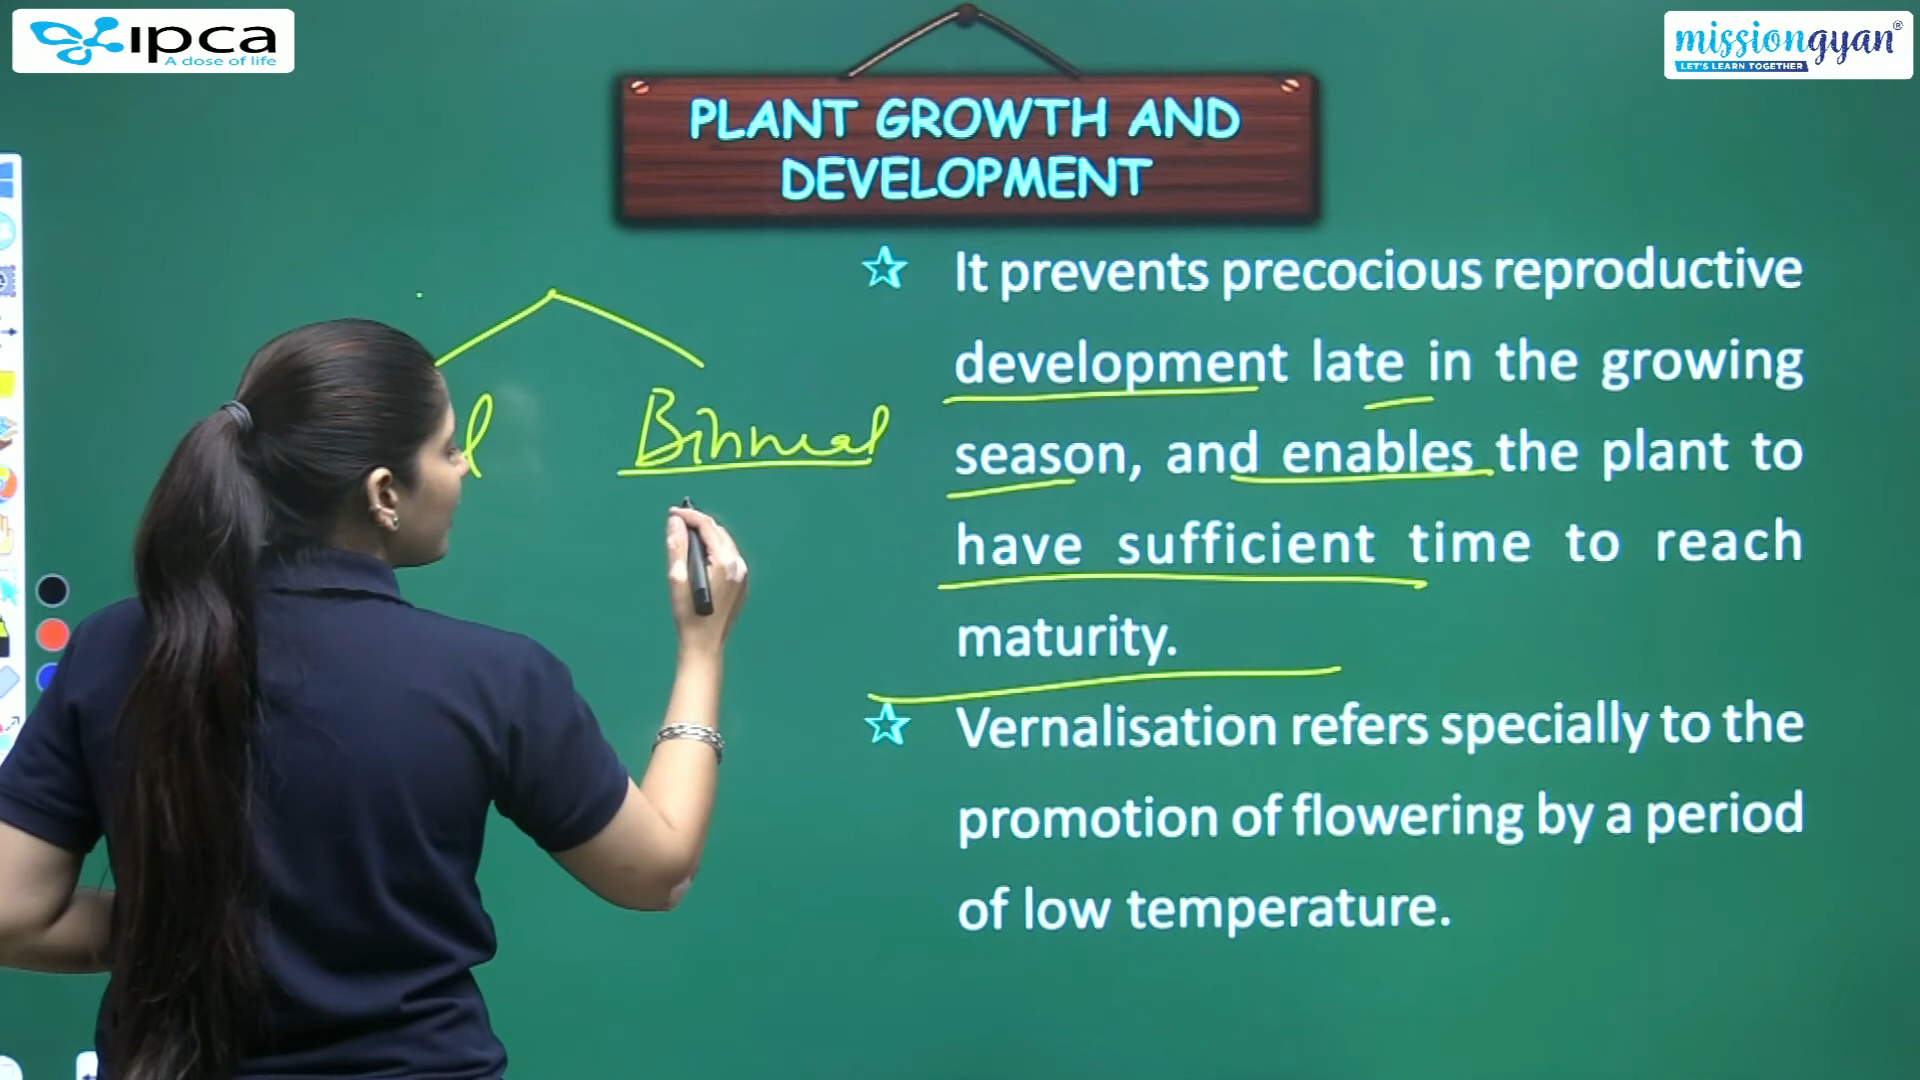 ipca
A dose of life
missiongyan®
LET'S LEARN TOGETHER
PLANT GROWTH AND
DEVELOPMENT
It prevents precocious reproductive
development late in the growing
season, and enables the plant to
have sufficient time to reach
maturity.
Vernalisation refers specially to the
promotion of flowering by a period
of low temperature.